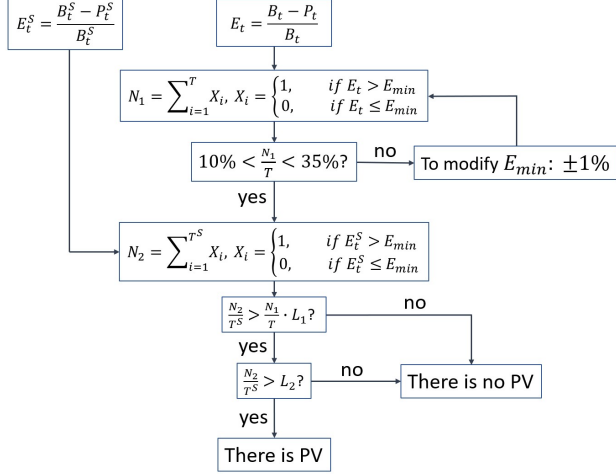 E_t^S = (B_t^S − P_t^S) / B_t^S
E_t = (B_t − P_t) / B_t
N_1 = ∑_{i=1}^{T} X_i, X_i = {1, if E_t > E_min
0, if E_t ≤ E_min
10% < N_1/T < 35%?
no
To modify E_min: ±1%
yes
N_2 = ∑_{i=1}^{T^S} X_i, X_i = {1, if E_t^S > E_min
0, if E_t^S ≤ E_min
no
N_2/T^S > N_1/T · L_1?
yes
N_2/T^S > L_2?
no
There is no PV
yes
There is PV